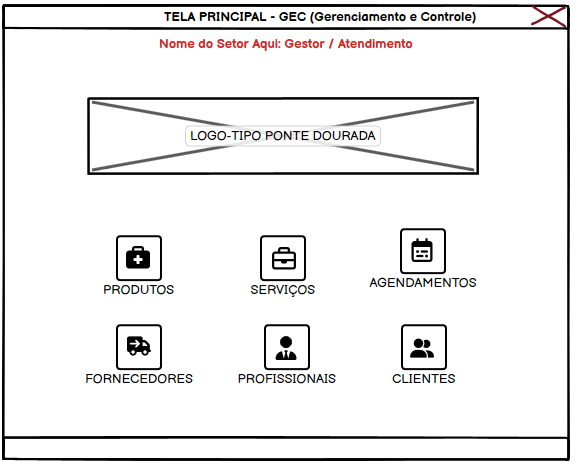 TELA PRINCIPAL - GEC (Gerenciamento e Controle)
Nome do Setor Aqui: Gestor / Atendimento
LOGO-TIPO PONTE DOURADA
PRODUTOS
SERVIÇOS
AGENDAMENTOS
FORNECEDORES
PROFISSIONAIS
CLIENTES